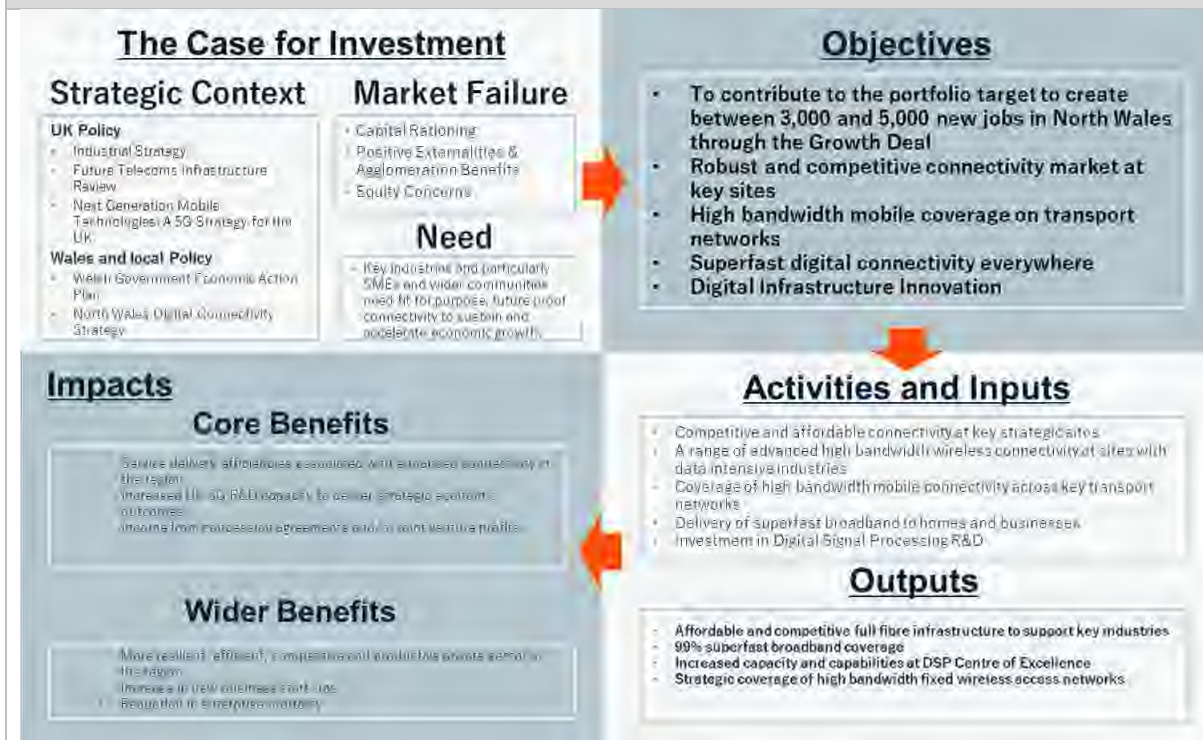 The Case for Investment
Strategic Context
UK Policy
Industrial Strategy
Future Telecoms Infrastructure
Review
Next Generation Mobile
Technologies: A 5G Strategy for the
UK
Wales and local Policy
Welsh Government Economic Action
Plan
North Wales Digital Connectivity
Strategy
Market Failure
Capital Rationing
Positive Externalities &
Agglomeration Benefits
Equity Concerns
Need
Key industries and particularly
SMEs and wider communities
need fit for purpose, future proof
connectivity to sustain and
accelerate economic growth.
Objectives
To contribute to the portfolio target to create
between 3,000 and 5,000 new jobs in North Wales
through the Growth Deal
Robust and competitive connectivity market at
key sites
High bandwidth mobile coverage on transport
networks
Superfast digital connectivity everywhere
Digital Infrastructure Innovation
Activities and Inputs
Competitive and affordable connectivity at key strategic sites
A range of advanced high bandwidth wireless connectivity at sites with
data intensive industries
Coverage of high bandwidth mobile connectivity across key transport
networks
Delivery of superfast broadband to homes and businesses
Investment in Digital Signal Processing R&D
Outputs
Affordable and competitive full fibre infrastructure to support key industries
99% superfast broadband coverage
Increased capacity and capabilities at DSP Centre of Excellence
Strategic coverage of high bandwidth fixed wireless access networks
Impacts
Core Benefits
Service delivery efficiencies associated with enhanced connectivity in
the region
Increased UK 5G R&D capacity to deliver strategic economic
outcomes
Income from concession agreements joint venture profits
Wider Benefits
More resilient, efficient, competitive and productive private sector in
the region
Increase in new business start-ups
Reduction in enterprise